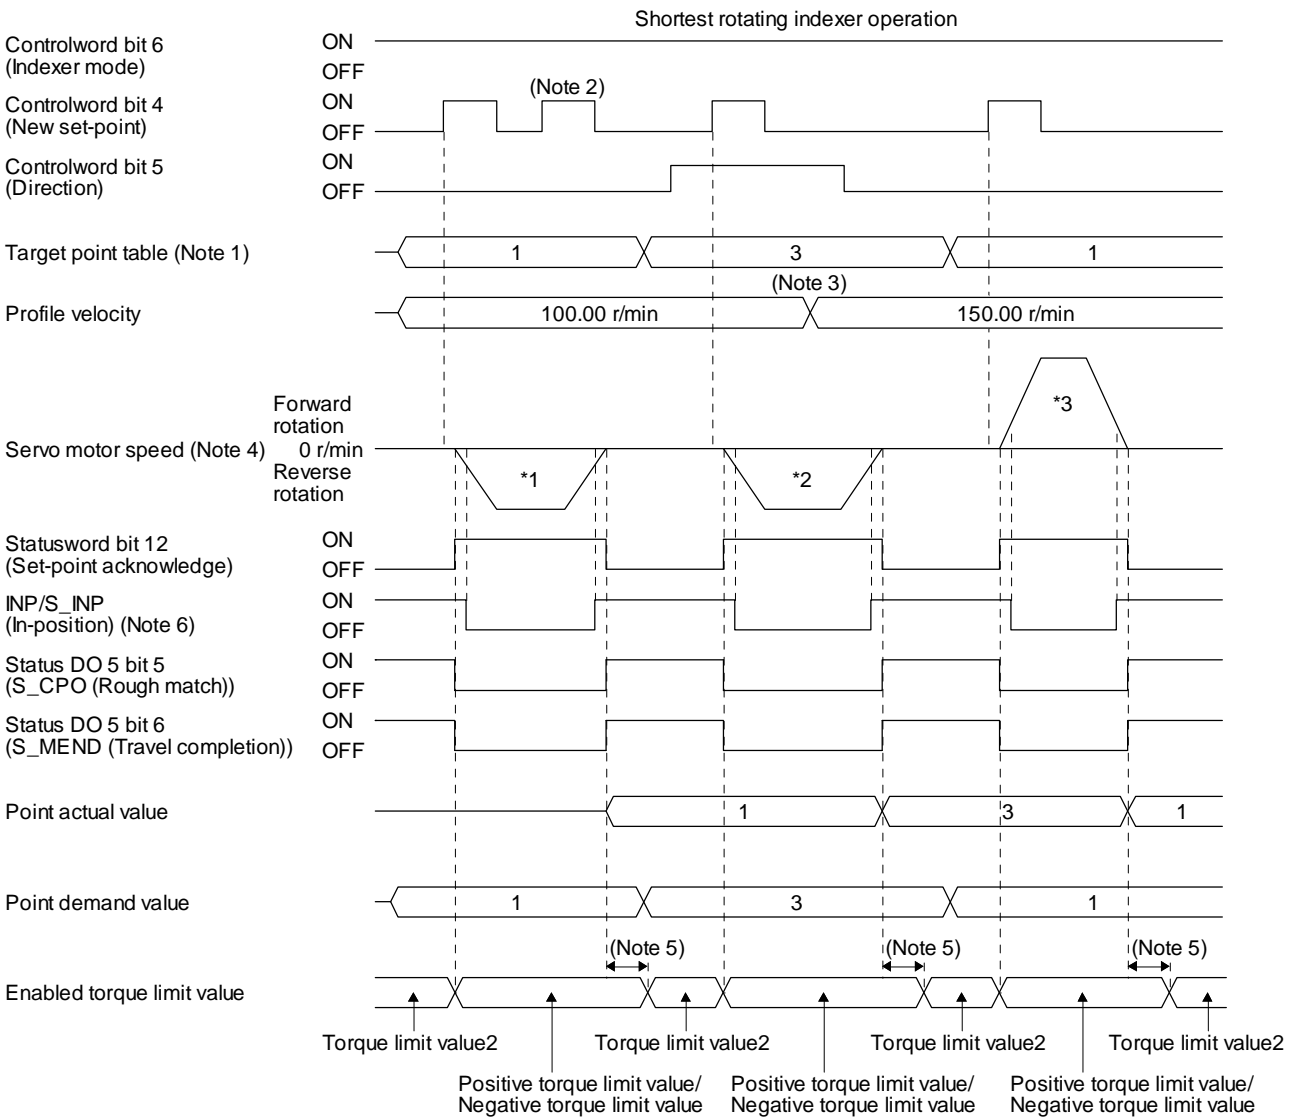 Shortest rotating indexer operation
Controlword bit 6
(Indexer mode)
ON
OFF
Controlword bit 4
(New set-point)
ON
OFF
(Note 2)
Controlword bit 5
(Direction)
ON
OFF
Target point table (Note 1)
1
3
1
(Note 3)
Profile velocity
100.00 r/min
150.00 r/min
Servo motor speed (Note 4)
Forward
rotation
0 r/min
Reverse
rotation
*1
*2
*3
Statusword bit 12
(Set-point acknowledge)
ON
OFF
INP/S_INP
(In-position) (Note 6)
ON
OFF
Status DO 5 bit 5
(S_CPO (Rough match))
ON
OFF
Status DO 5 bit 6
(S_MEND (Travel completion))
ON
OFF
Point actual value
1
3
1
Point demand value
1
3
1
(Note 5)
(Note 5)
(Note 5)
Enabled torque limit value
Torque limit value2
Torque limit value2
Torque limit value2
Torque limit value2
Positive torque limit value/
Negative torque limit value
Positive torque limit value/
Negative torque limit value
Positive torque limit value/
Negative torque limit value